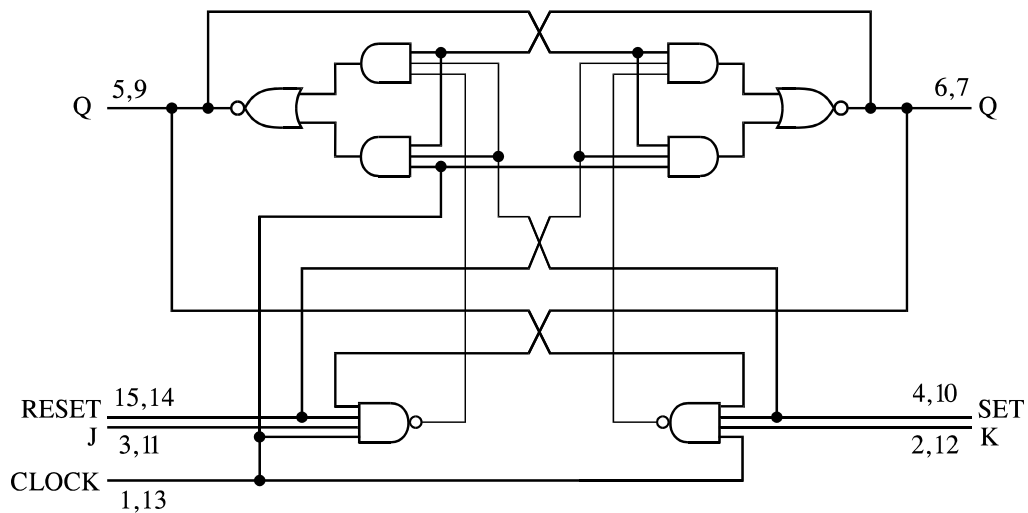 5,9
6,7
Q
Q
15,14
4,10
RESET
SET
J
K
3,11
2,12
CLOCK
1,13